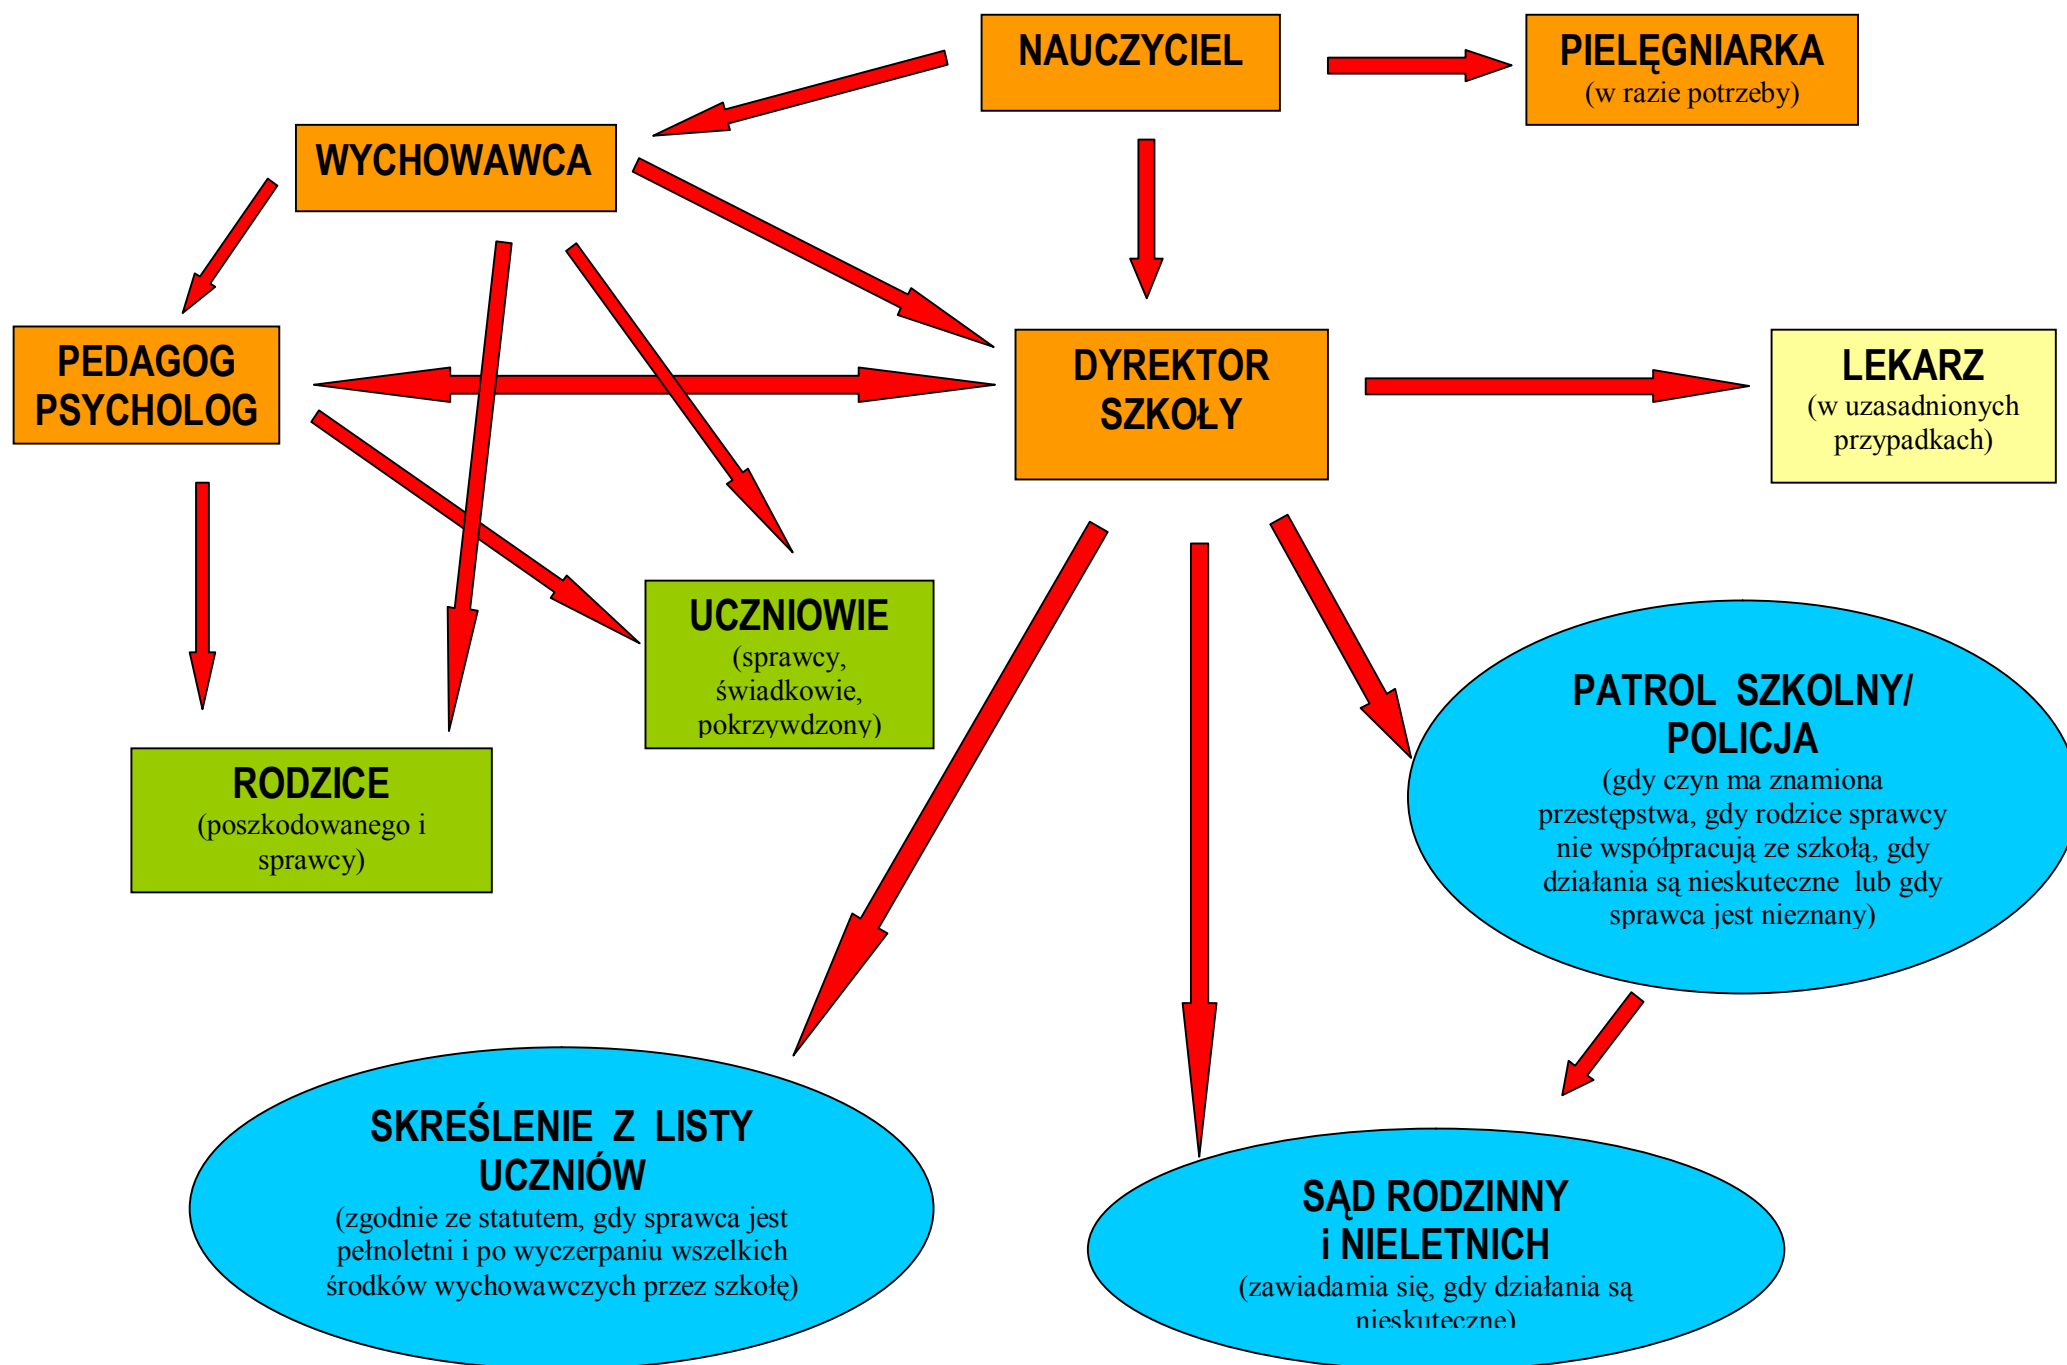 NAUCZYCIEL
PIELĘGNIARKA
(w razie potrzeby)
WYCHOWAWCA
PEDAGOG
PSYCHOLOG
DYREKTOR
SZKOŁY
LEKARZ
(w uzasadnionych
przypadkach)
UCZNIOWIE
(sprawcy,
świadkowie,
pokrzywdzony)
RODZICE
(poszkodowanego i
sprawcy)
PATROL SZKOLNY/
POLICJA
(gdy czyn ma znamiona
przestępstwa, gdy rodzice sprawcy
nie współpracują ze szkołą, gdy
działania są nieskuteczne lub gdy
sprawca jest nieznany)
SKREŚLENIE Z LISTY
UCZNIÓW
(zgodnie ze statutem, gdy sprawca jest
pełnoletni i po wyczerpaniu wszelkich
środków wychowawczych przez szkołę)
SĄD RODZINNY
i NIELETNICH
(zawiadamia się, gdy działania są
nieskuteczne)